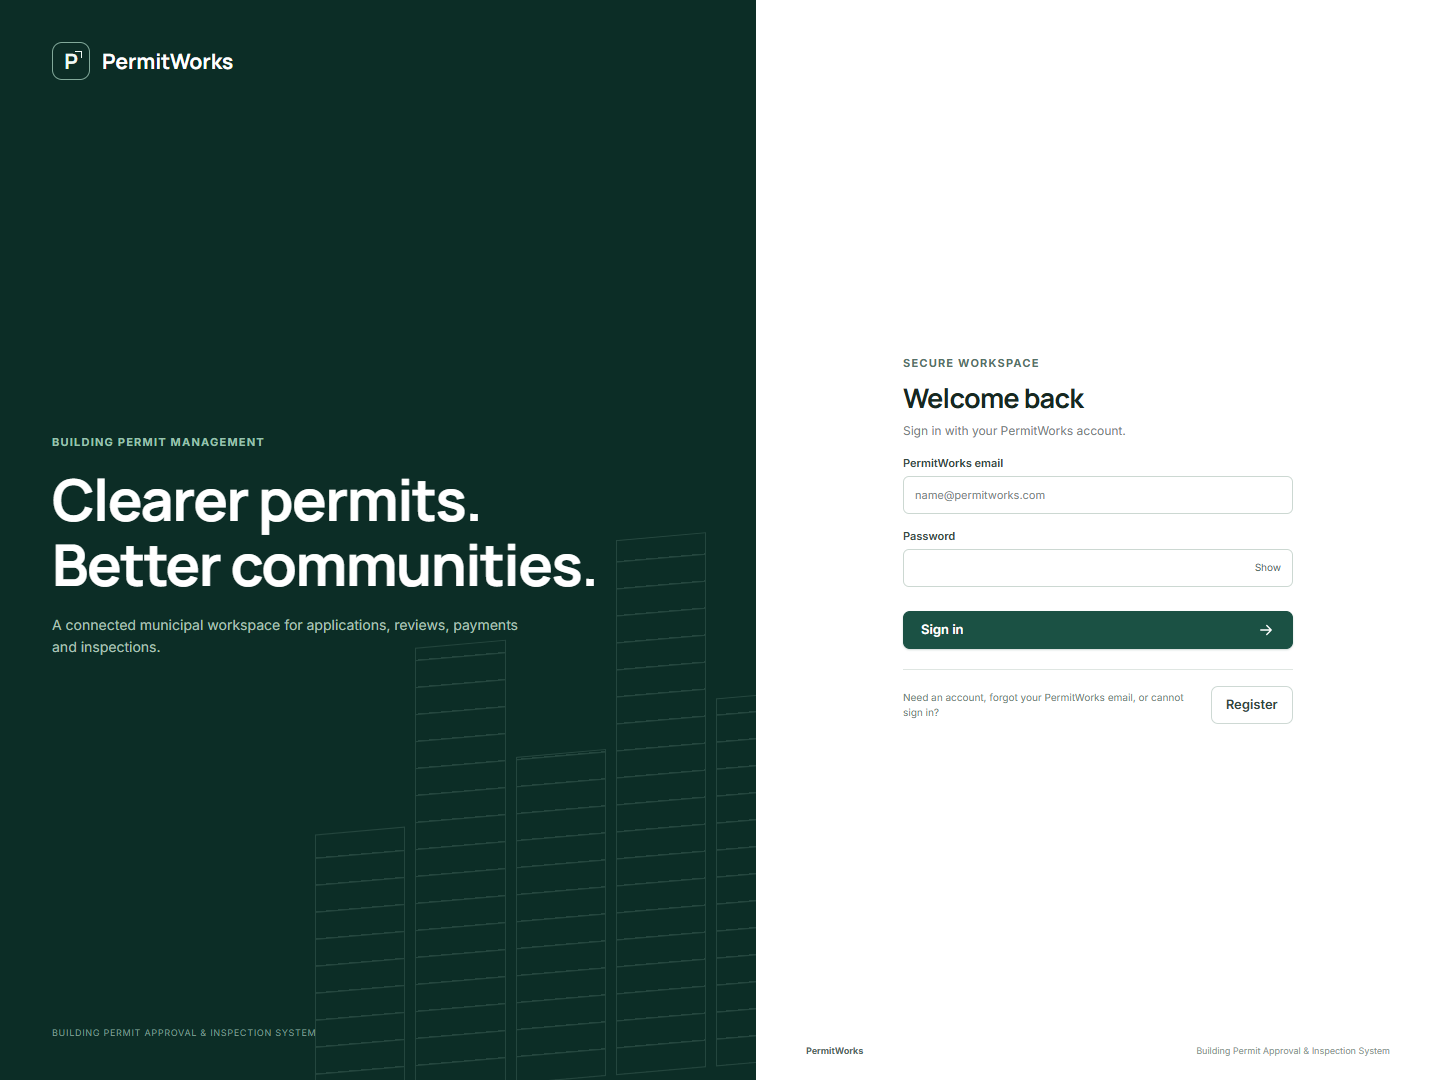 P
PermitWorks
BUILDING PERMIT MANAGEMENT
Clearer permits.
Better communities.
A connected municipal workspace for applications, reviews, payments
and inspections.
BUILDING PERMIT APPROVAL & INSPECTION SYSTEM
SECURE WORKSPACE
Welcome back
Sign in with your PermitWorks account.
PermitWorks email
name@permitworks.com
Password
Show
Sign in
Need an account, forgot your PermitWorks email, or cannot
sign in?
Register
PermitWorks
Building Permit Approval & Inspection System